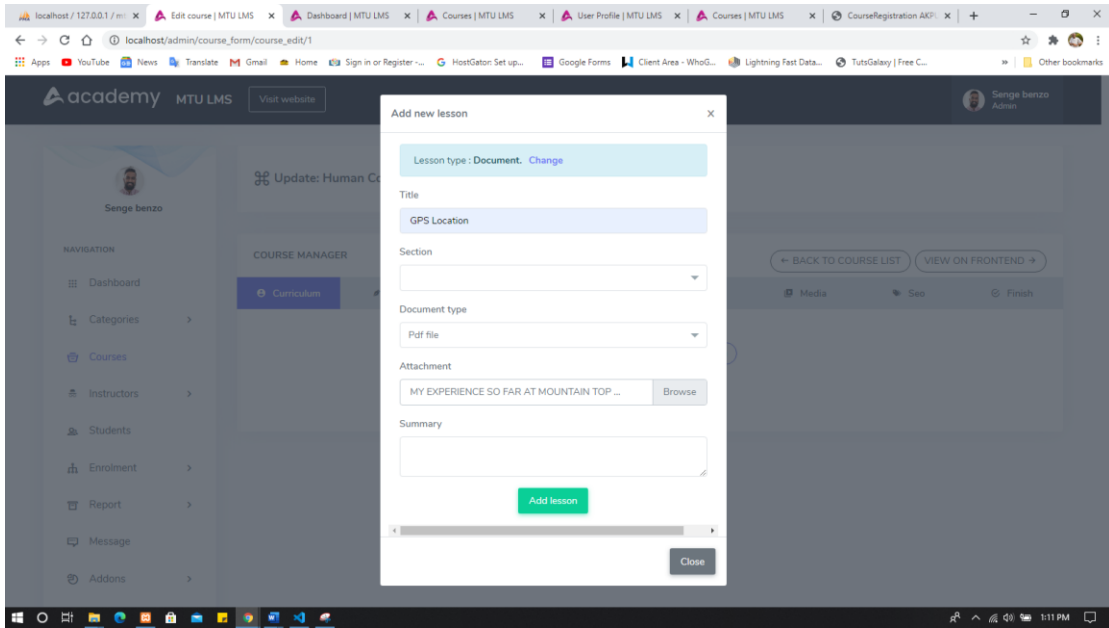 localhost / 127.0.0.1 /
Edit course | MTU LMS
Dashboard | MTU LMS
Courses | MTU LMS
User Profile | MTU LMS
Courses | MTU LMS
CourseRegistration
localhost/admin/course_form/course_edit/1
Apps YouTube News Translate Gmail Home Sign in or Register -... HostGator: Set up... Google Forms Client Area - WhoG... Lightning Fast Data... TutsGalaxy | Free C... » Other bookmarks
academy MTU LMS Visit website
Senge benzo
Admin
Add new lesson ×
Lesson type : Document. Change
Title
GPS Location
Section
Document type
Pdf file
Attachment
MY EXPERIENCE SO FAR AT MOUNTAIN TOP ... Browse
Summary
Add lesson
Close
Senge benzo
NAVIGATION
Dashboard
Categories
Courses
Instructors
Students
Enrolment
Report
Message
Addons
Update: Human
COURSE MANAGER
← BACK TO COURSE LIST VIEW ON FRONTEND →
Curriculum Media Seo Finish
1:11 PM